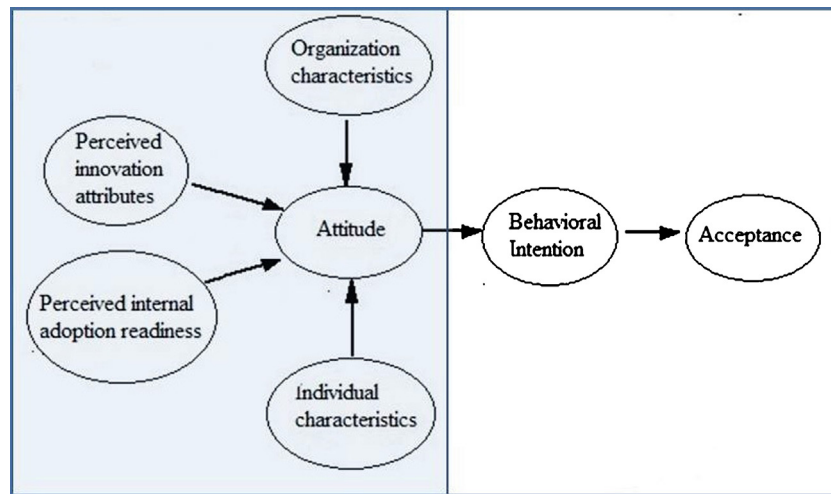 Organization
characteristics
Perceived
innovation
attributes
Attitude
Behavioral
Intention
Acceptance
Perceived internal
adoption readiness
Individual
characteristics